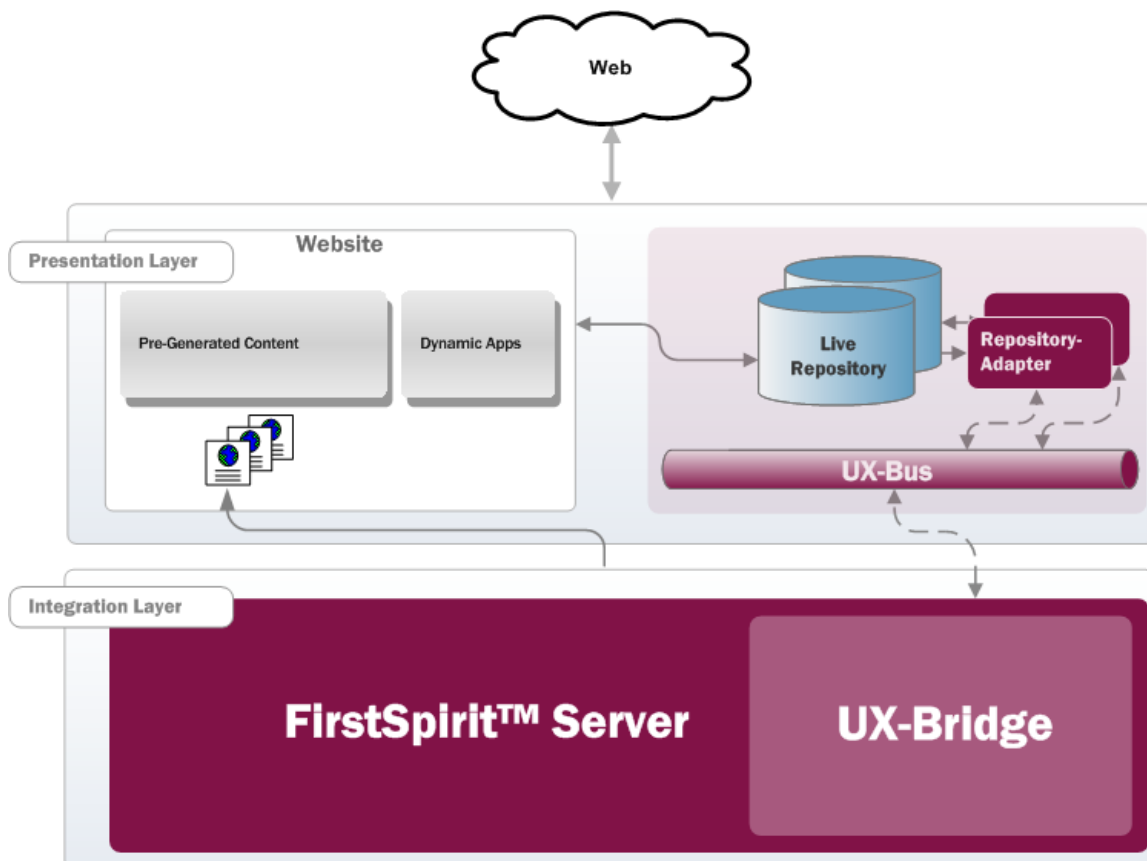 Web
Website
Presentation Layer
Pre-Generated Content
Dynamic Apps
Live
Repository
Repository-
Adapter
UX-Bus
Integration Layer
FirstSpirit™ Server
UX-Bridge